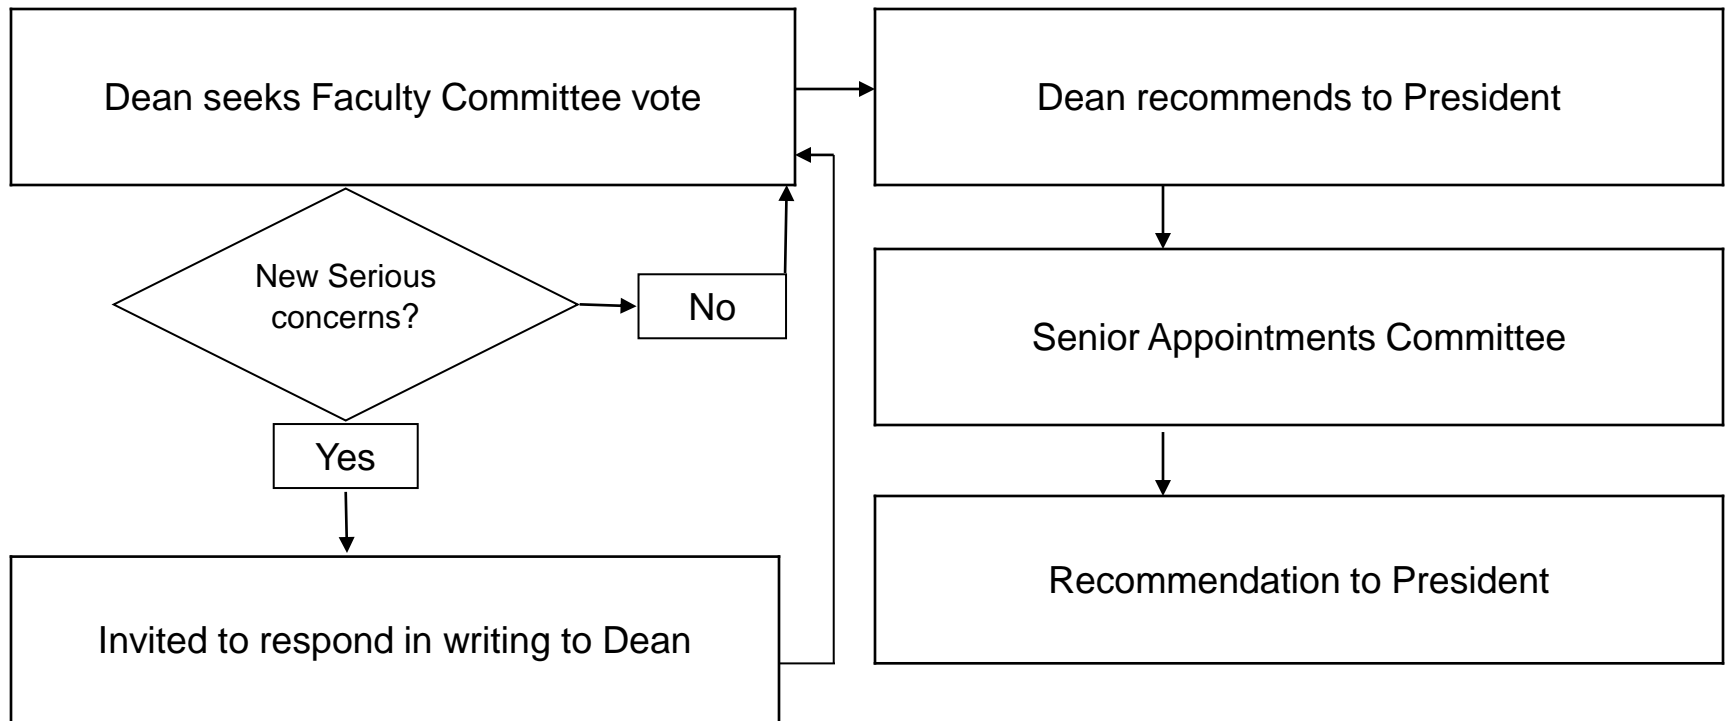 Dean seeks Faculty Committee vote
New Serious
concerns?
No
Yes
Invited to respond in writing to Dean
Dean recommends to President
Senior Appointments Committee
Recommendation to President